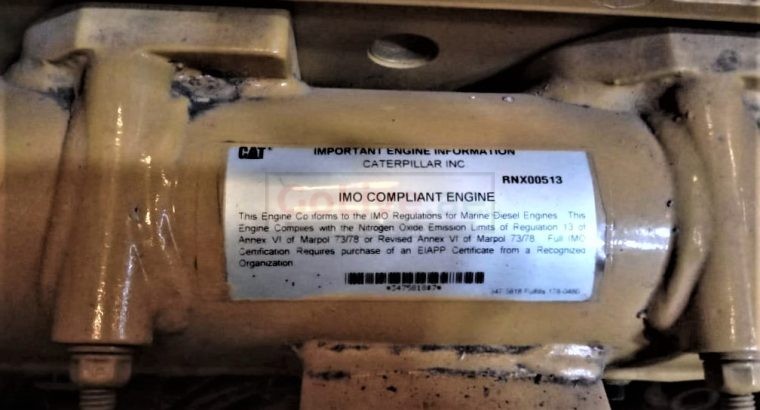 CAT
IMPORTANT ENGINE INFORMATION
CATERPILLAR INC
RNX00513
IMO COMPLIANT ENGINE
This Engine Conforms to the IMO Regulations for Marine Diesel Engines. This
Engine Complies with the Nitrogen Oxide Emission Limits of Regulation 13 of
Annex VI of Marpol 73/78 or Revised Annex VI of Marpol 73/78. Full IMO
Certification Requires purchase of an EIAPP Certificate from a Recognized
Organization
*347581807*